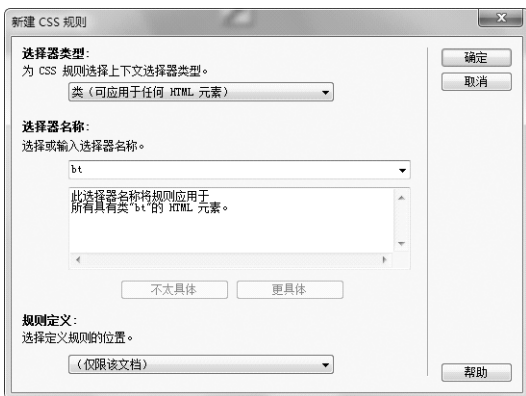 新建 CSS 规则
选择器类型:
确定
为 CSS 规则选择上下文选择器类型。
取消
类（可应用于任何 HTML 元素）
选择器名称:
选择或输入选择器名称。
bt
此选择器名称将规则应用于
所有具有类“bt”的 HTML 元素。
不太具体
更具体
规则定义:
选择定义规则的位置。
（仅限该文档）
帮助